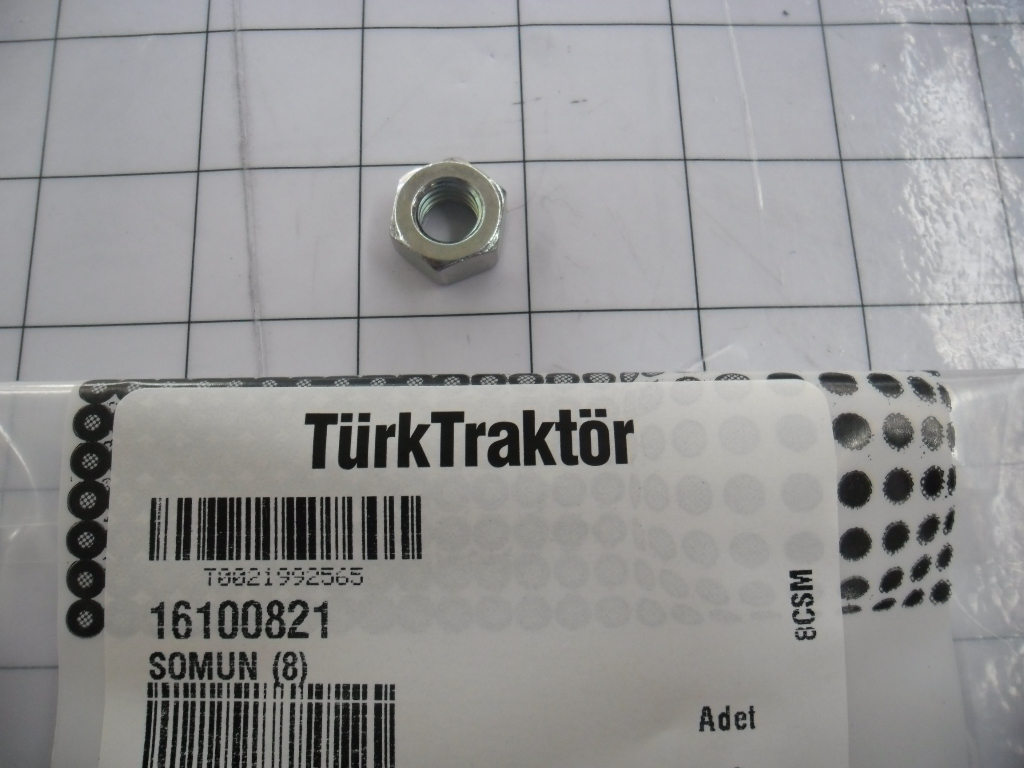 TürkTraktör
T0021992565
16100821
SOMUN (8)
8CSM
Adet